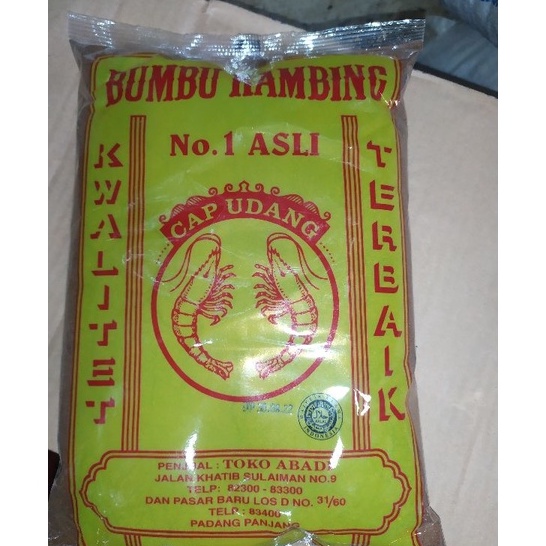 BUMBU KAMBING
No.1 ASLI
KWALITET
TERBAIK
CAP UDANG
INDONESIA
PENJUAL : TOKO ABADI
JALAN KHATIB SULAIMAN NO.9
TELP: 82300 - 83300
DAN PASAR BARU LOS D NO. 31/60
TELP : 83400
PADANG PANJANG